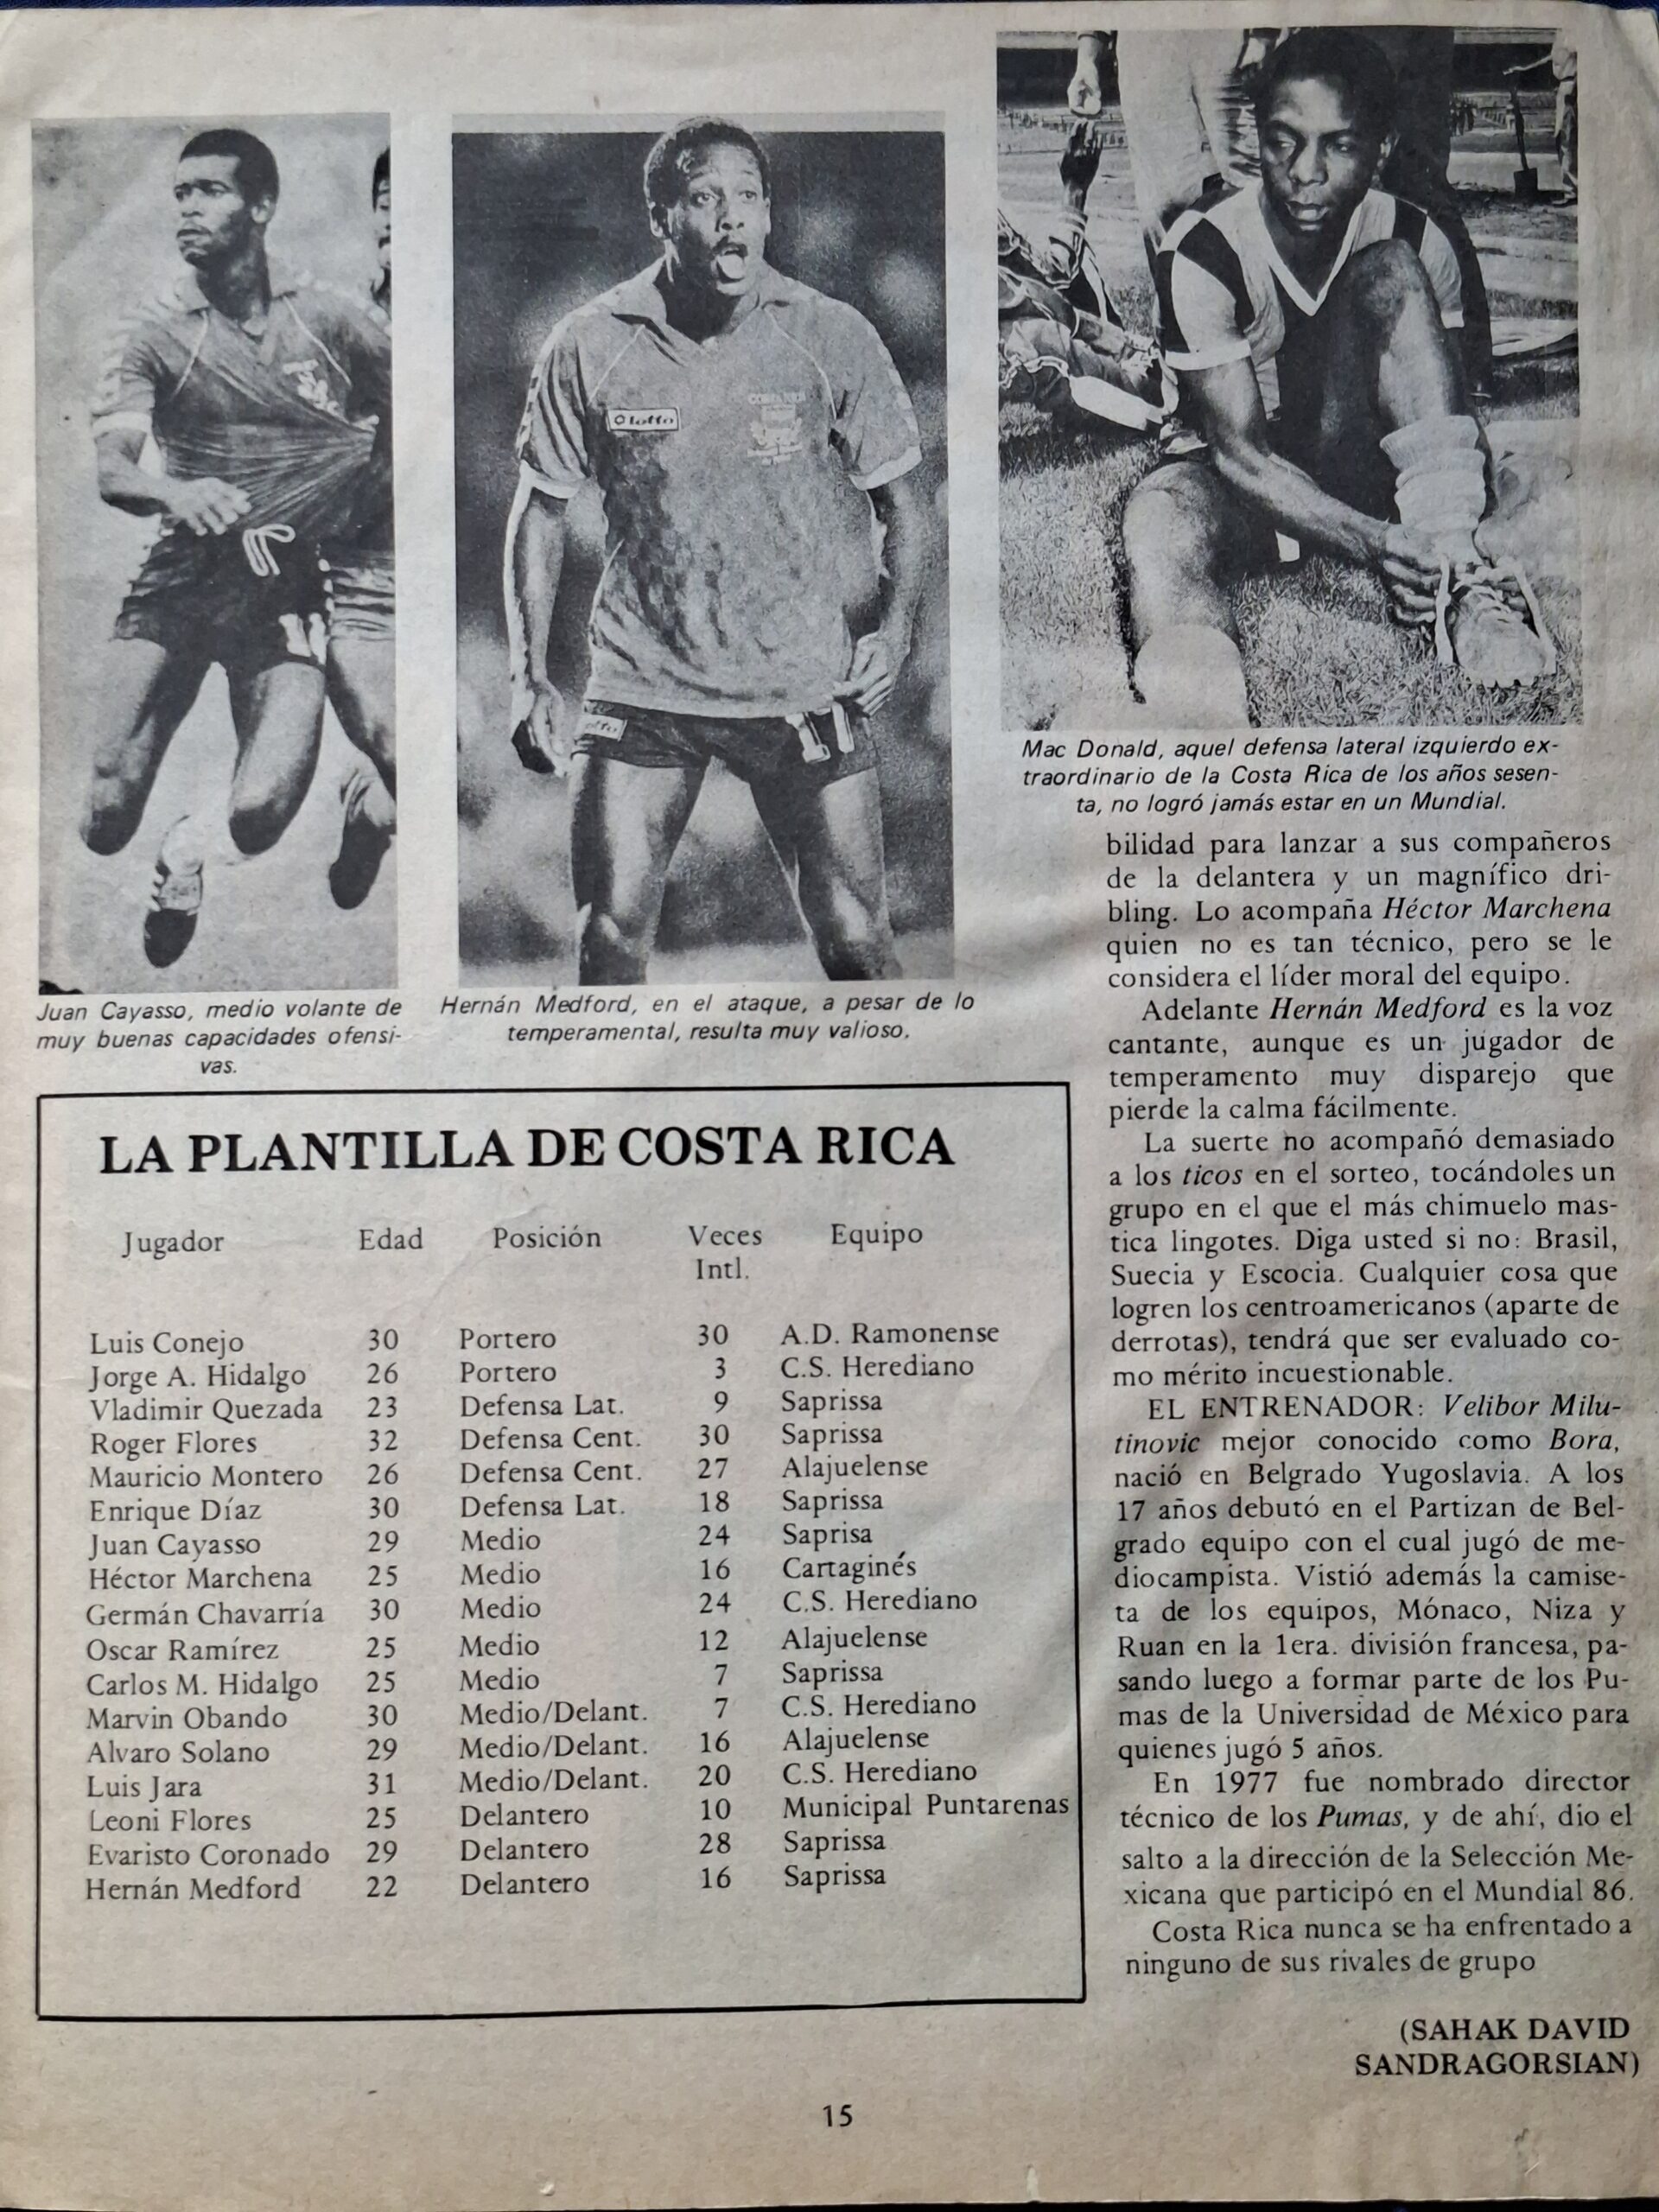 lotto
COSTA RICA
Mac Donald, aquel defensa lateral izquierdo ex-
traordinario de la Costa Rica de los años sesen-
ta, no logró jamás estar en un Mundial.
Juan Cayasso, medio volante de
muy buenas capacidades ofensi-
vas.
Hernán Medford, en el ataque, a pesar de lo
temperamental, resulta muy valioso.
LA PLANTILLA DE COSTA RICA
Jugador Edad Posición Veces Equipo
Intl.
Luis Conejo 30 Portero 30 A.D. Ramonense
Jorge A. Hidalgo 26 Portero 3 C.S. Herediano
Vladimir Quezada 23 Defensa Lat. 9 Saprissa
Roger Flores 32 Defensa Cent. 30 Saprissa
Mauricio Montero 26 Defensa Cent. 27 Alajuelense
Enrique Díaz 30 Defensa Lat. 18 Saprissa
Juan Cayasso 29 Medio 24 Saprisa
Héctor Marchena 25 Medio 16 Cartaginés
Germán Chavarría 30 Medio 24 C.S. Herediano
Oscar Ramírez 25 Medio 12 Alajuelense
Carlos M. Hidalgo 25 Medio 7 Saprissa
Marvin Obando 30 Medio/Delant. 7 C.S. Herediano
Alvaro Solano 29 Medio/Delant. 16 Alajuelense
Luis Jara 31 Medio/Delant. 20 C.S. Herediano
Leoni Flores 25 Delantero 10 Municipal Puntarenas
Evaristo Coronado 29 Delantero 28 Saprissa
Hernán Medford 22 Delantero 16 Saprissa
bilidad para lanzar a sus compañeros
de la delantera y un magnífico dri-
bling. Lo acompaña Héctor Marchena
quien no es tan técnico, pero se le
considera el líder moral del equipo.
Adelante Hernán Medford es la voz
cantante, aunque es un jugador de
temperamento muy disparejo que
pierde la calma fácilmente.
La suerte no acompañó demasiado
a los ticos en el sorteo, tocándoles un
grupo en el que el más chimuelo mas-
tica lingotes. Diga usted si no: Brasil,
Suecia y Escocia. Cualquier cosa que
logren los centroamericanos (aparte de
derrotas), tendrá que ser evaluado co-
mo mérito incuestionable.
EL ENTRENADOR: Velibor Milu-
tinovic mejor conocido como Bora,
nació en Belgrado Yugoslavia. A los
17 años debutó en el Partizan de Bel-
grado equipo con el cual jugó de me-
diocampista. Vistió además la camise-
ta de los equipos, Mónaco, Niza y
Ruan en la 1era. división francesa, pa-
sando luego a formar parte de los Pu-
mas de la Universidad de México para
quienes jugó 5 años.
En 1977 fue nombrado director
técnico de los Pumas, y de ahí, dio el
salto a la dirección de la Selección Me-
xicana que participó en el Mundial 86.
Costa Rica nunca se ha enfrentado a
ninguno de sus rivales de grupo
(SAHAK DAVID
SANDRAGORSIAN)
15